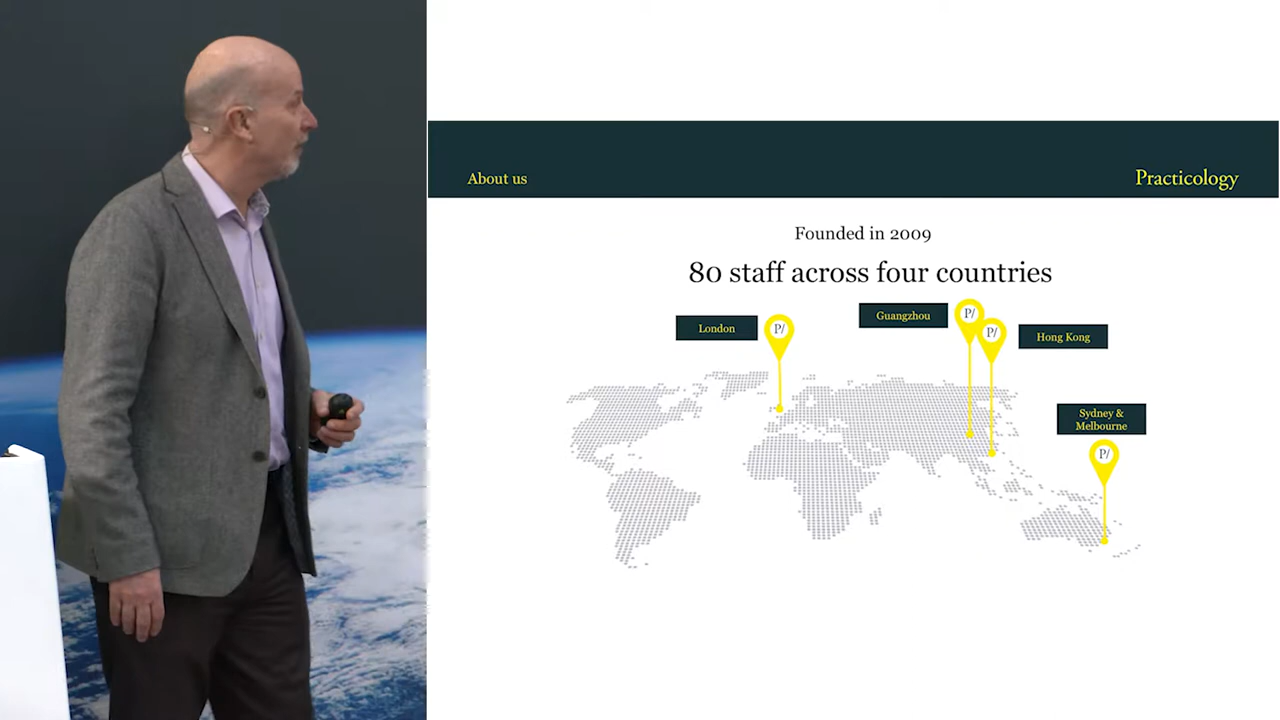 About us
Practicology
Founded in 2009
80 staff across four countries
London
P/
Guangzhou
P/
P/
Hong Kong
Sydney &
Melbourne
P/